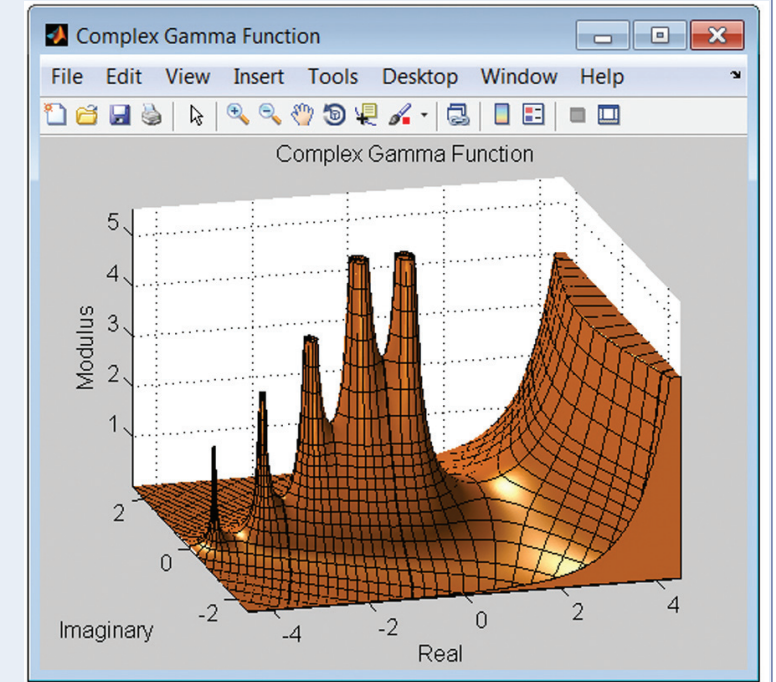 Complex Gamma Function
File Edit View Insert Tools Desktop Window Help
Complex Gamma Function
5
4
3
2
1
Modulus
2
0
-2
Imaginary
-4
-2
0
2
4
Real